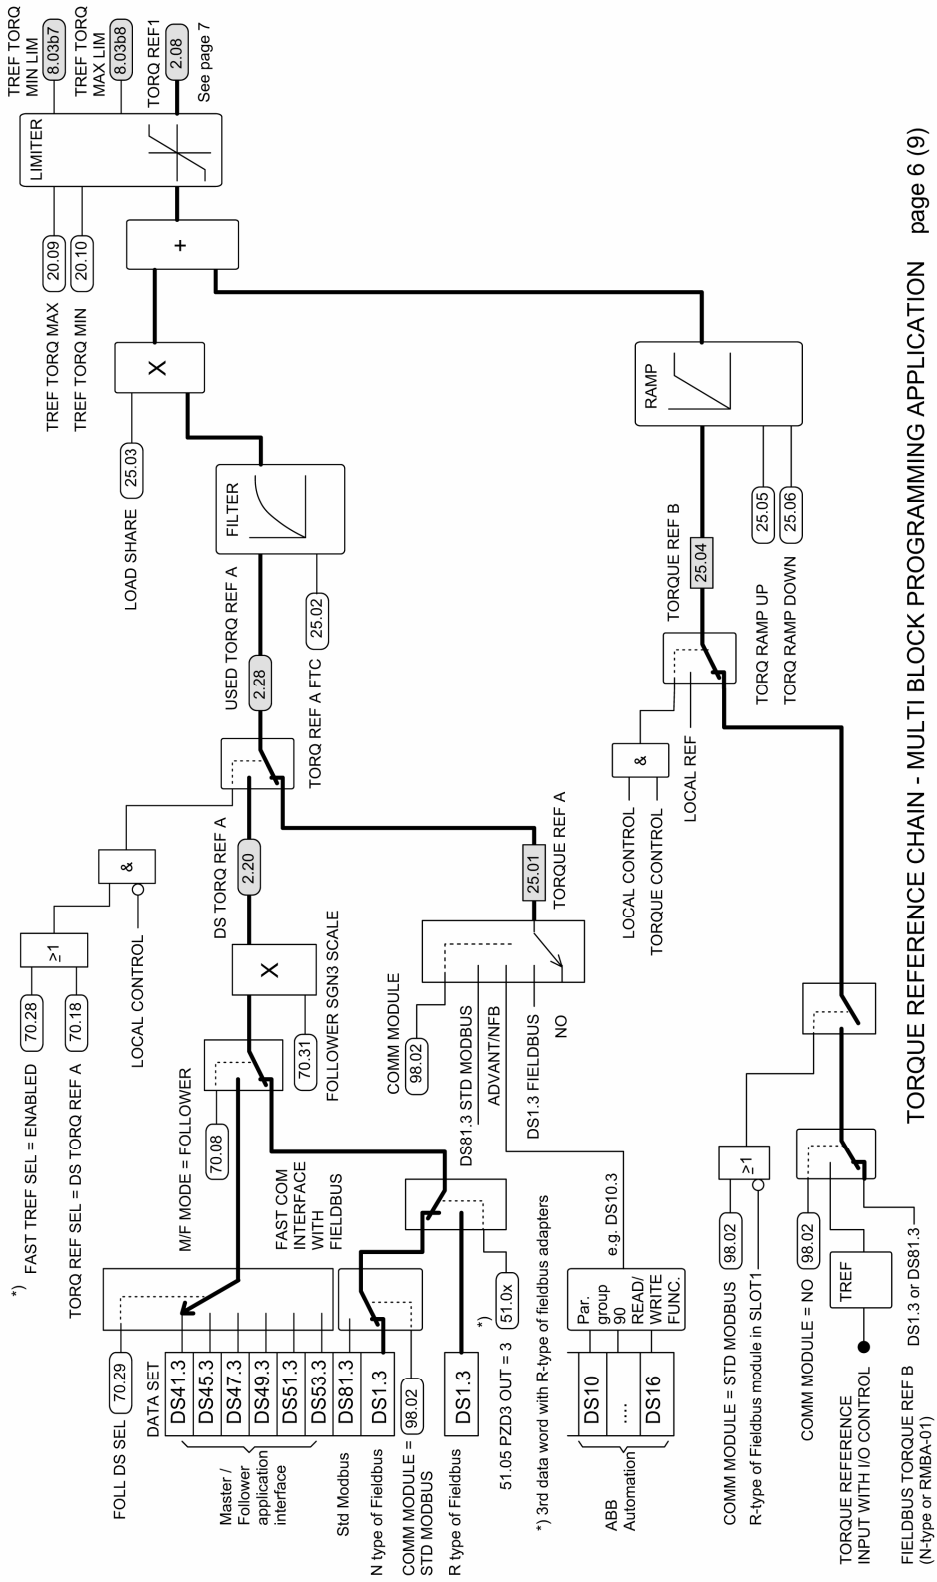 *)
FAST TREF SEL = ENABLED
70.28
TORQ REF SEL = DS TORQ REF A
70.18
≥1
LOCAL CONTROL
&
FOLL DS SEL
70.29
DATA SET
DS41.3
DS45.3
DS47.3
DS49.3
DS51.3
DS53.3
DS81.3
DS1.3
Master /
Follower
application
interface
Std Modbus
N type of Fieldbus
COMM MODULE =
STD MODBUS
98.02
R type of Fieldbus
DS1.3
51.05 PZD3 OUT = 3
*)
51.0x
*) 3rd data word with R-type of fieldbus adapters
M/F MODE = FOLLOWER
70.08
FAST COM
INTERFACE
WITH
FIELDBUS
X
70.31
FOLLOWER SGN3 SCALE
DS TORQ REF A
2.20
USED TORQ REF A
2.28
TORQ REF A FTC
25.02
FILTER
LOAD SHARE
25.03
X
+
TREF TORQ MAX
20.09
TREF TORQ MIN
20.10
LIMITER
TREF TORQ
MIN LIM
8.03b7
TREF TORQ
MAX LIM
8.03b8
TORQ REF1
2.08
See page 7
ABB
Automation
DS10
....
DS16
Par.
group
90
READ/
WRITE
FUNC.
e.g. DS10.3
COMM MODULE
98.02
DS81.3 STD MODBUS
ADVANT/NFB
DS1.3 FIELDBUS
NO
25.01
TORQUE REF A
LOCAL CONTROL
TORQUE CONTROL
&
LOCAL REF
TORQUE REF B
25.04
RAMP
25.05
25.06
TORQ RAMP UP
TORQ RAMP DOWN
COMM MODULE = STD MODBUS
98.02
R-type of Fieldbus module in SLOT1
≥1
COMM MODULE = NO
98.02
TORQUE REFERENCE
INPUT WITH I/O CONTROL
TREF
FIELDBUS TORQUE REF B
(N-type or RMBA-01)
DS1.3 or DS81.3
TORQUE REFERENCE CHAIN - MULTI BLOCK PROGRAMMING APPLICATION page 6 (9)